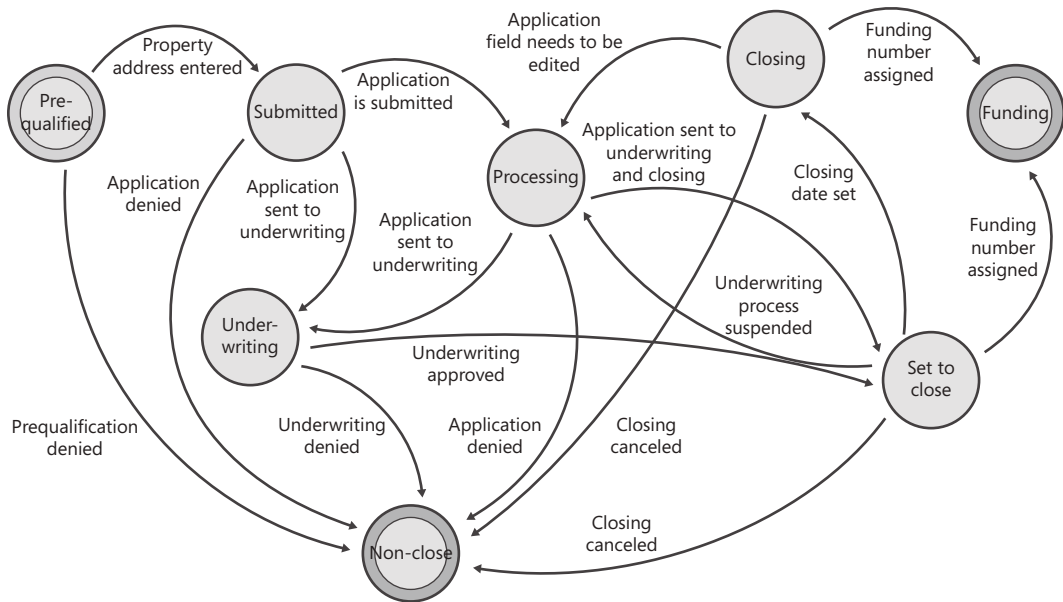 Property
address entered
Application
field needs to be
edited
Closing
Funding
number
assigned
Pre-
qualified
Submitted
Application
is submitted
Funding
Processing
Application sent to
underwriting
and closing
Closing
date set
Application
denied
Application
sent to
underwriting
Application
sent to
underwriting
Funding
number
assigned
Underwriting
process
suspended
Under-
writing
Underwriting
approved
Set to
close
Prequalification
denied
Underwriting
denied
Application
denied
Closing
canceled
Non-close
Closing
canceled